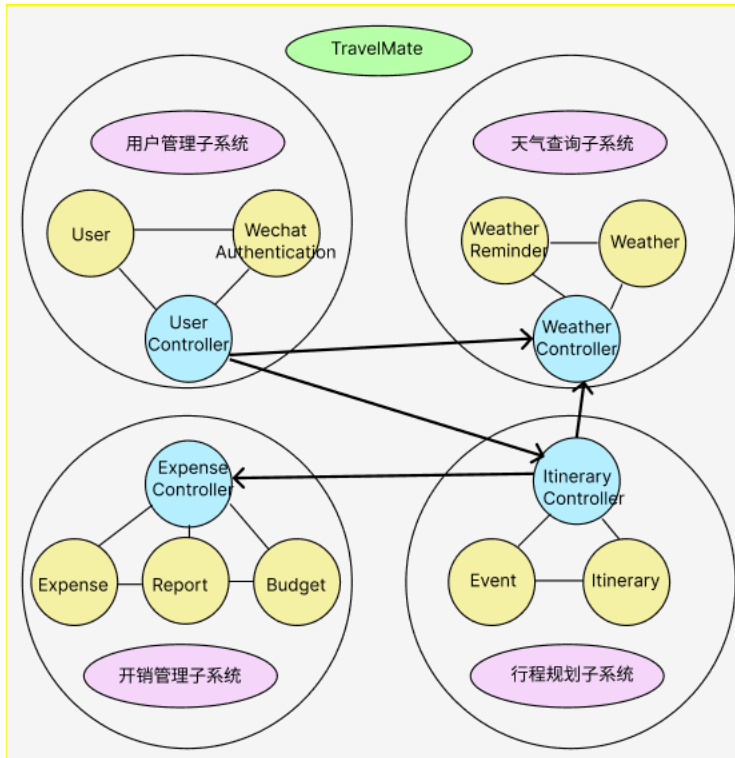 TravelMate
用户管理子系统
天气查询子系统
User
Wechat
Authentication
Weather
Reminder
Weather
User
Controller
Weather
Controller
Expense
Controller
Itinerary
Controller
Expense
Report
Budget
Event
Itinerary
开销管理子系统
行程规划子系统